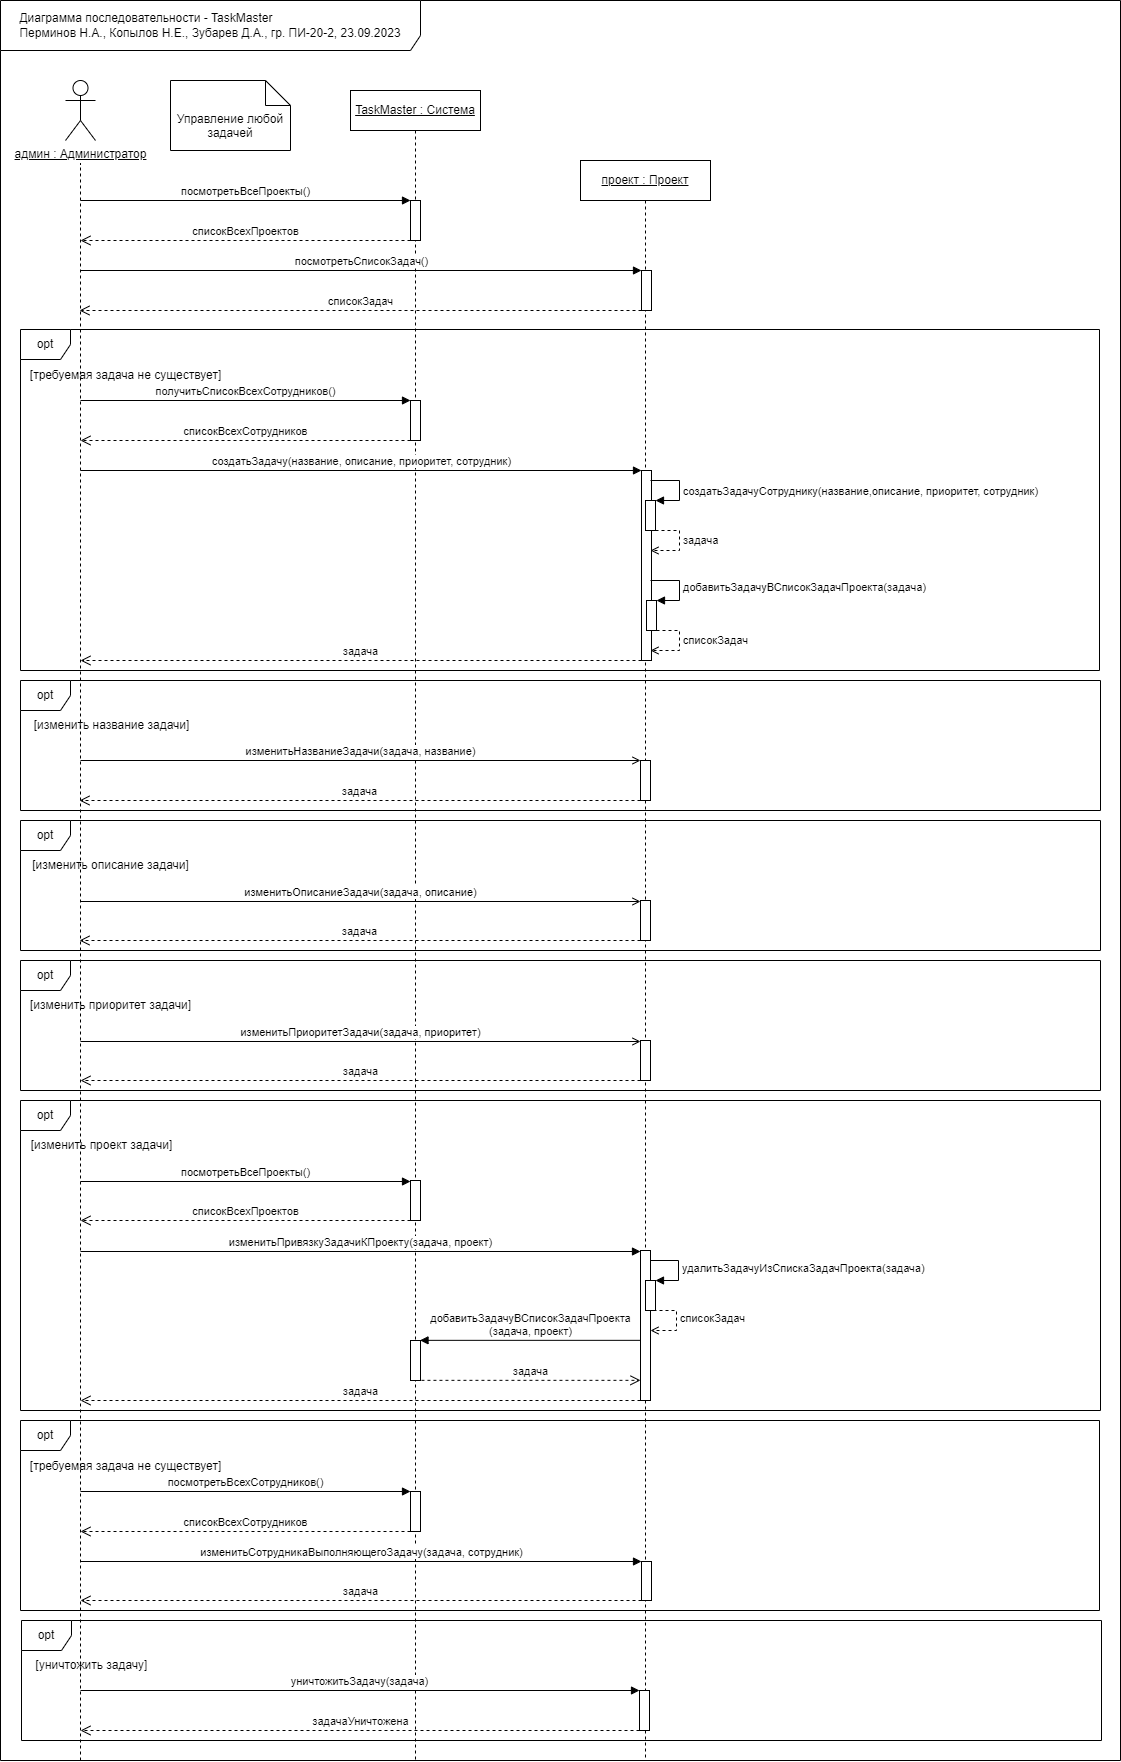 Диаграмма последовательности - TaskMaster
Перминов Н.А., Копылов Н.Е., Зубарев Д.А., гр. ПИ-20-2, 23.09.2023
Управление любой
задачей
TaskMaster : Система
админ : Администратор
проект : Проект
посмотретьВсеПроекты()
списокВсехПроектов
посмотретьСписокЗадач()
списокЗадач
opt
[требуемая задача не существует]
получитьСписокВсехСотрудников()
списокВсехСотрудников
создатьЗадачу(название, описание, приоритет, сотрудник)
создатьЗадачуСотруднику(название,описание, приоритет, сотрудник)
задача
добавитьЗадачуВСписокЗадачПроекта(задача)
списокЗадач
задача
opt
[изменить название задачи]
изменитьНазваниеЗадачи(задача, название)
задача
opt
[изменить описание задачи]
изменитьОписаниеЗадачи(задача, описание)
задача
opt
[изменить приоритет задачи]
изменитьПриоритетЗадачи(задача, приоритет)
задача
opt
[изменить проект задачи]
посмотретьВсеПроекты()
списокВсехПроектов
изменитьПривязкуЗадачиКПроекту(задача, проект)
удалитьЗадачуИзСпискаЗадачПроекта(задача)
списокЗадач
добавитьЗадачуВСписокЗадачПроекта
(задача, проект)
задача
задача
opt
[требуемая задача не существует]
посмотретьВсехСотрудников()
списокВсехСотрудников
изменитьСотрудникаВыполняющегоЗадачу(задача, сотрудник)
задача
opt
[уничтожить задачу]
уничтожитьЗадачу(задача)
задачаУничтожена